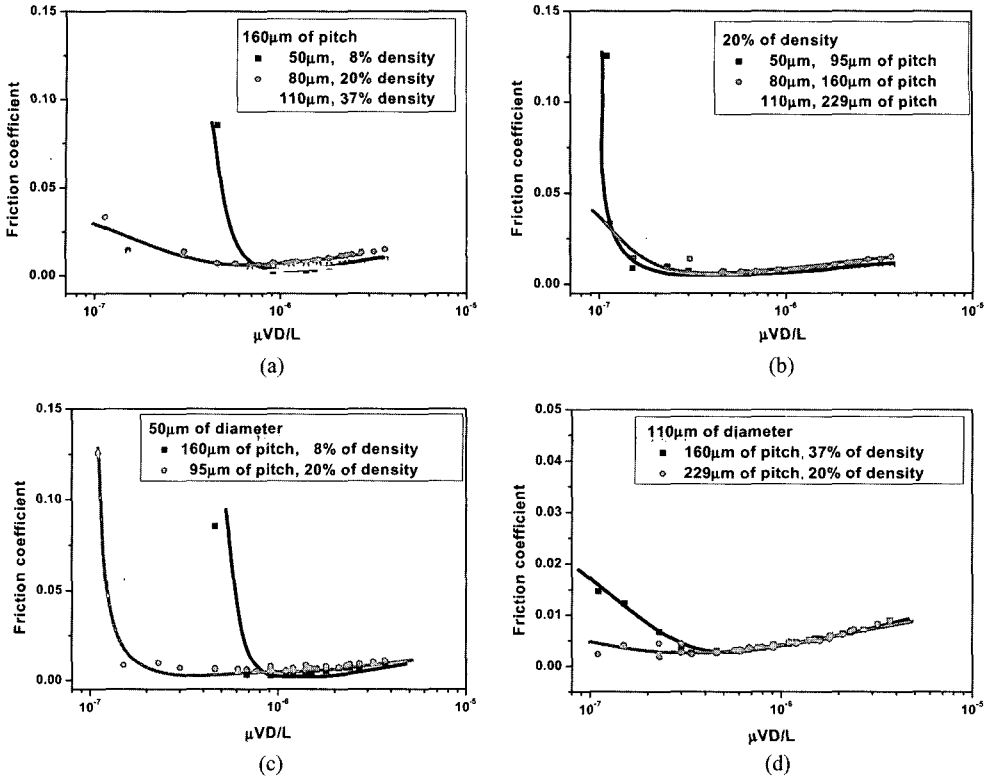 0.15
0.10
0.05
0.00
Friction coefficient
160μm of pitch
50μm, 8% density
80μm, 20% density
110μm, 37% density
10⁻⁷
10⁻⁶
10⁻⁵
μVD/L
(a)
0.15
0.10
0.05
0.00
Friction coefficient
20% of density
50μm, 95μm of pitch
80μm, 160μm of pitch
110μm, 229μm of pitch
10⁻⁷
10⁻⁶
10⁻⁵
μVD/L
(b)
0.15
0.10
0.05
0.00
Friction coefficient
50μm of diameter
160μm of pitch, 8% of density
95μm of pitch, 20% of density
10⁻⁷
10⁻⁶
10⁻⁵
μVD/L
(c)
0.05
0.04
0.03
0.02
0.01
0.00
Friction coefficient
110μm of diameter
160μm of pitch, 37% of density
229μm of pitch, 20% of density
10⁻⁷
10⁻⁶
10⁻⁵
μVD/L
(d)